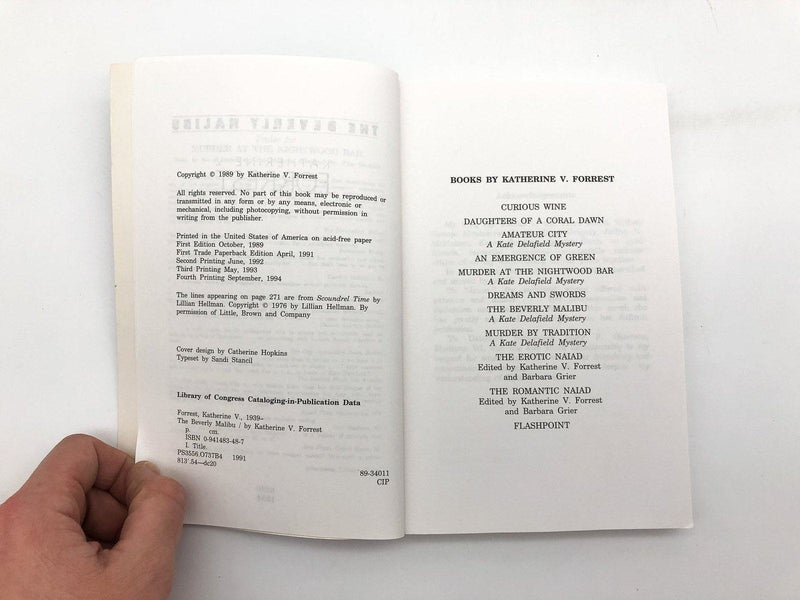 Copyright © 1989 by Katherine V. Forrest
All rights reserved. No part of this book may be reproduced or
transmitted in any form or by any means, electronic or
mechanical, including photocopying, without permission in
writing from the publisher.
Printed in the United States of America on acid-free paper
First Edition October, 1989
First Trade Paperback Edition April, 1991
Second Printing June, 1992
Third Printing May, 1993
Fourth Printing September, 1994
The lines appearing on page 271 are from Scoundrel Time by
Lillian Hellman. Copyright © 1976 by Lillian Hellman. By
permission of Little, Brown and Company
Cover design by Catherine Hopkins
Typeset by Sandi Stancil
Library of Congress Cataloging-in-Publication Data
Forrest, Katherine V., 1939–
The Beverly Malibu / by Katherine V. Forrest
p. cm.
ISBN 0-941483-48-7
I. Title.
PS3556.O737B4 1991
813'.54—dc20
89-34011
CIP
BOOKS BY KATHERINE V. FORREST
CURIOUS WINE
DAUGHTERS OF A CORAL DAWN
AMATEUR CITY
A Kate Delafield Mystery
AN EMERGENCE OF GREEN
MURDER AT THE NIGHTWOOD BAR
A Kate Delafield Mystery
DREAMS AND SWORDS
THE BEVERLY MALIBU
A Kate Delafield Mystery
MURDER BY TRADITION
A Kate Delafield Mystery
THE EROTIC NAIAD
Edited by Katherine V. Forrest
and Barbara Grier
THE ROMANTIC NAIAD
Edited by Katherine V. Forrest
and Barbara Grier
FLASHPOINT